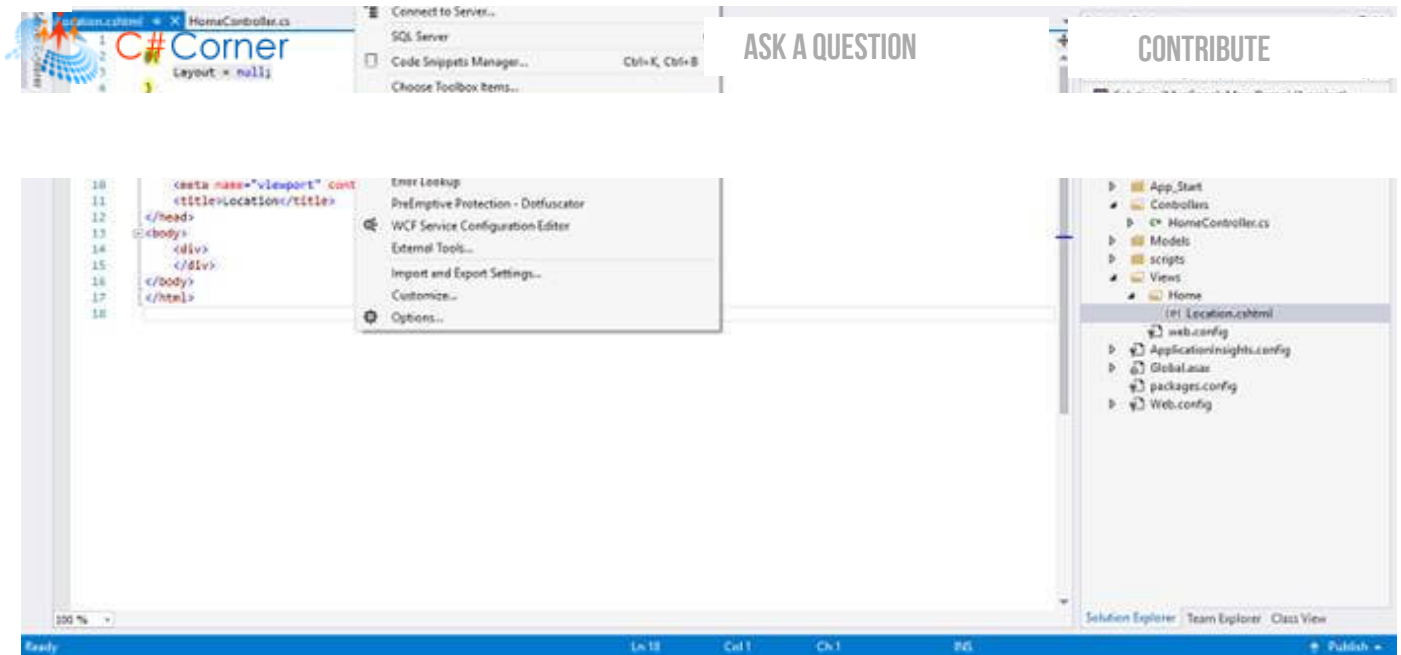 Location.cshtml HomeController.cs
C#Corner
ASK A QUESTION
CONTRIBUTE
1
2
3 Layout = null;
4 }
Connect to Server...
SQL Server
Code Snippets Manager... Ctrl+K, Ctrl+B
Choose Toolbox Items...
10 <meta name="viewport" cont
11 <title>Location</title>
12 </head>
13 <body>
14 <div>
15 </div>
16 </body>
17 </html>
18
Error Lookup
PreEmptive Protection - Dotfuscator
WCF Service Configuration Editor
External Tools...
Import and Export Settings...
Customize...
Options...
App_Start
Controllers
C# HomeController.cs
Models
scripts
Views
Home
[@] Location.cshtml
web.config
ApplicationInsights.config
Global.asax
packages.config
Web.config
100 %
Solution Explorer Team Explorer Class View
Ready Ln 18 Col 1 Ch 1 INS Publish